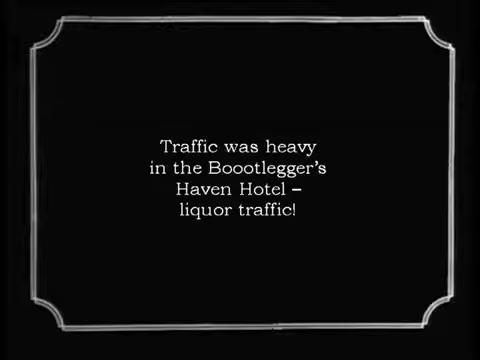 Traffic was heavy
in the Boootlegger's
Haven Hotel –
liquor traffic!